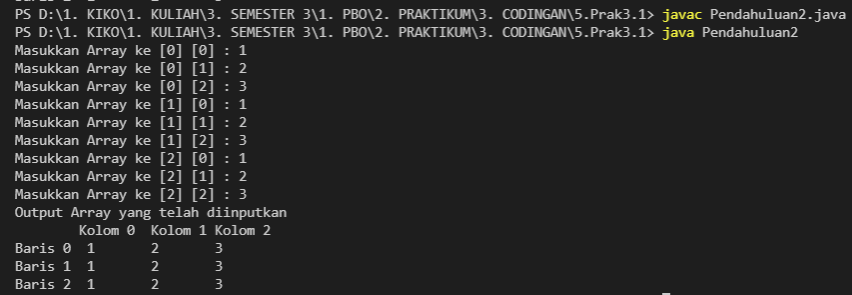 PS D:\1. KIKO\1. KULIAH\3. SEMESTER 3\1. PBO\2. PRAKTIKUM\3. CODINGAN\5.Prak3.1> javac Pendahuluan2.java
PS D:\1. KIKO\1. KULIAH\3. SEMESTER 3\1. PBO\2. PRAKTIKUM\3. CODINGAN\5.Prak3.1> java Pendahuluan2
Masukkan Array ke [0] [0] : 1
Masukkan Array ke [0] [1] : 2
Masukkan Array ke [0] [2] : 3
Masukkan Array ke [1] [0] : 1
Masukkan Array ke [1] [1] : 2
Masukkan Array ke [1] [2] : 3
Masukkan Array ke [2] [0] : 1
Masukkan Array ke [2] [1] : 2
Masukkan Array ke [2] [2] : 3
Output Array yang telah diinputkan
        Kolom 0  Kolom 1 Kolom 2
Baris 0  1       2       3
Baris 1  1       2       3
Baris 2  1       2       3